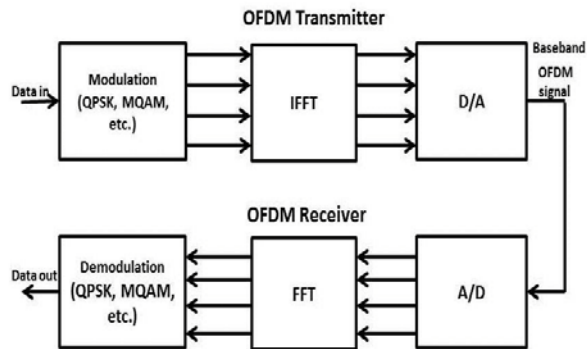 OFDM Transmitter
Data in
Modulation
(QPSK, MQAM,
etc.)
IFFT
D/A
Baseband
OFDM
signal
OFDM Receiver
Data out
Demodulation
(QPSK, MQAM,
etc.)
FFT
A/D